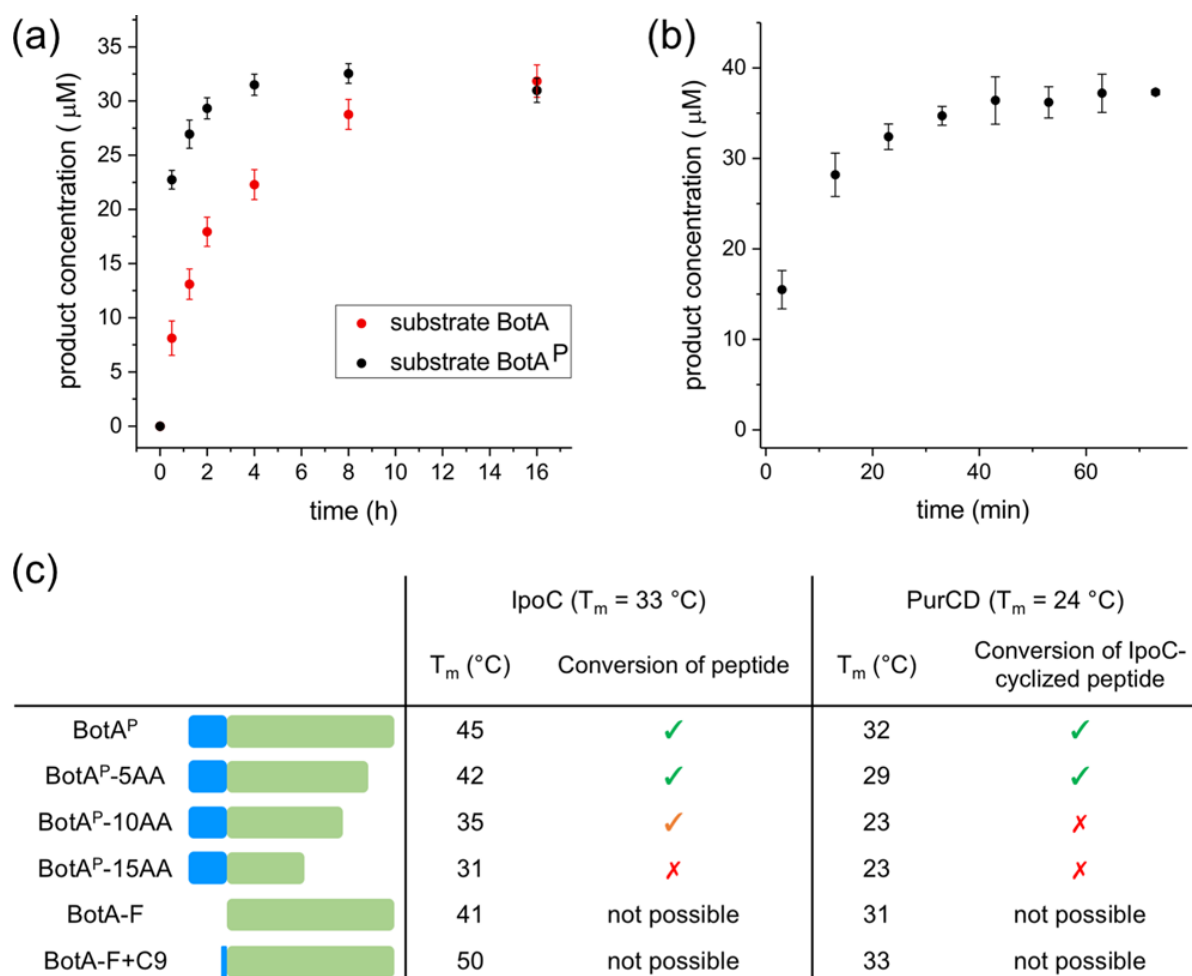 (a)
35
30
25
20
15
10
5
0
product concentration ( μM)
substrate BotA
substrate BotA^P
0 2 4 6 8 10 12 14 16
time (h)
(b)
40
30
20
10
0
product concentration ( μM)
0 20 40 60
time (min)
(c)
IpoC (Tm = 33 °C) PurCD (Tm = 24 °C)
Tm (°C) Conversion of peptide Tm (°C) Conversion of IpoC-
cyclized peptide
BotA^P 45 ✓ 32 ✓
BotA^P-5AA 42 ✓ 29 ✓
BotA^P-10AA 35 ✓ 23 ✗
BotA^P-15AA 31 ✗ 23 ✗
BotA-F 41 not possible 31 not possible
BotA-F+C9 50 not possible 33 not possible